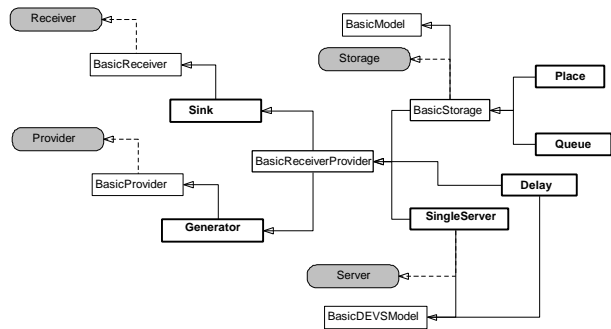 Receiver
BasicModel
BasicReceiver
Storage
Place
Sink
BasicStorage
Provider
Queue
BasicReceiverProvider
BasicProvider
Delay
SingleServer
Generator
Server
BasicDEVSModel